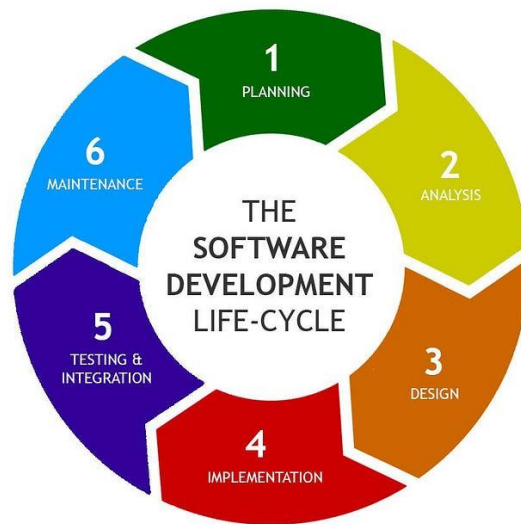 1
PLANNING
2
ANALYSIS
3
DESIGN
4
IMPLEMENTATION
5
TESTING &
INTEGRATION
6
MAINTENANCE
THE
SOFTWARE
DEVELOPMENT
LIFE-CYCLE